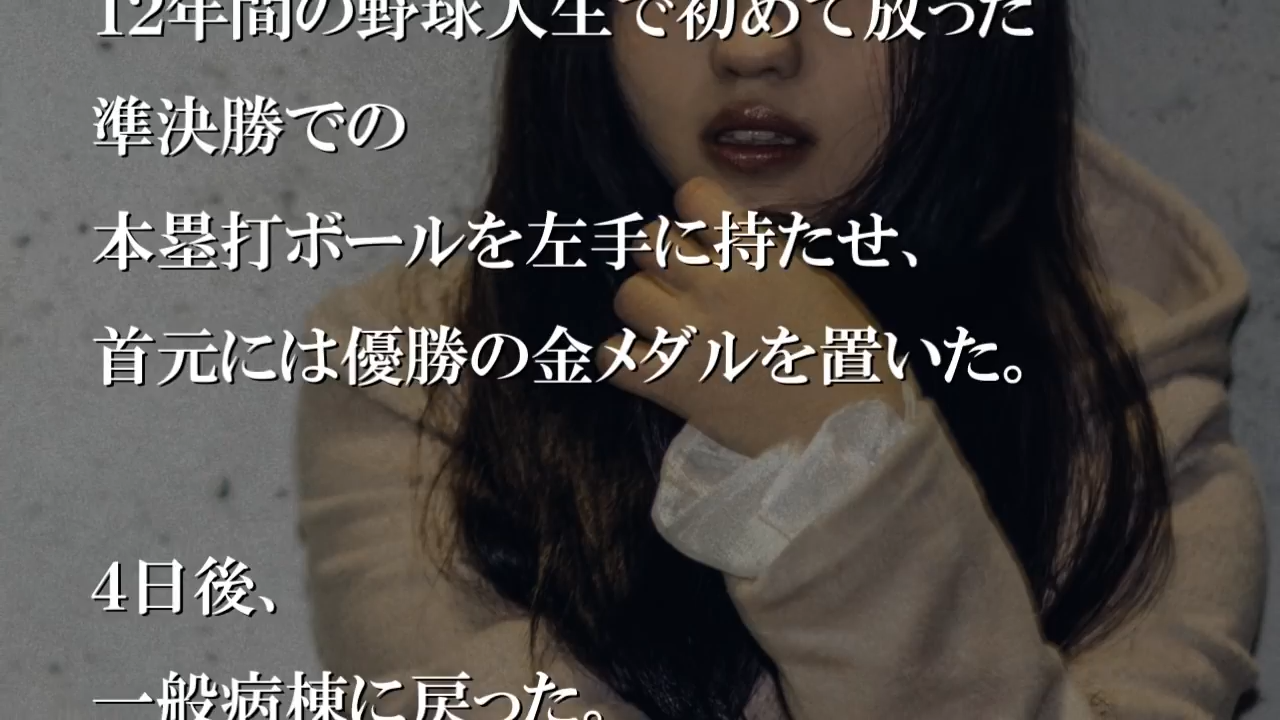 12年間の野球人生で初めて放った
準決勝での
本塁打ボールを左手に持たせ、
首元には優勝の金メダルを置いた。
4日後、
一般病棟に戻った。